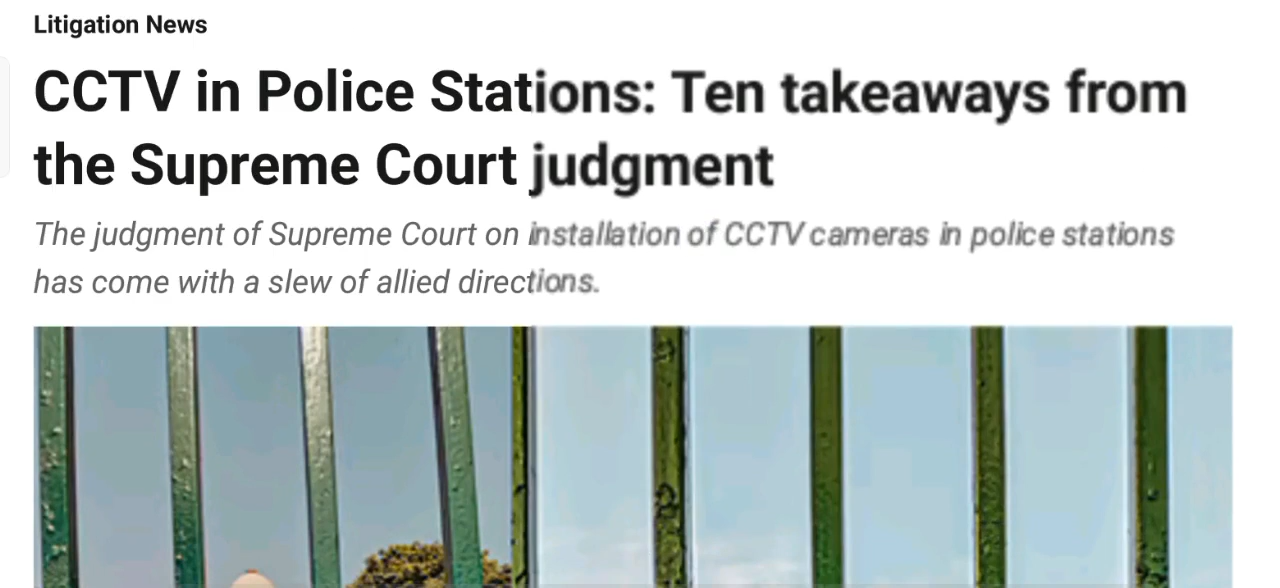 Litigation News
CCTV in Police Stations: Ten takeaways from
the Supreme Court judgment
The judgment of Supreme Court on installation of CCTV cameras in police stations
has come with a slew of allied directions.